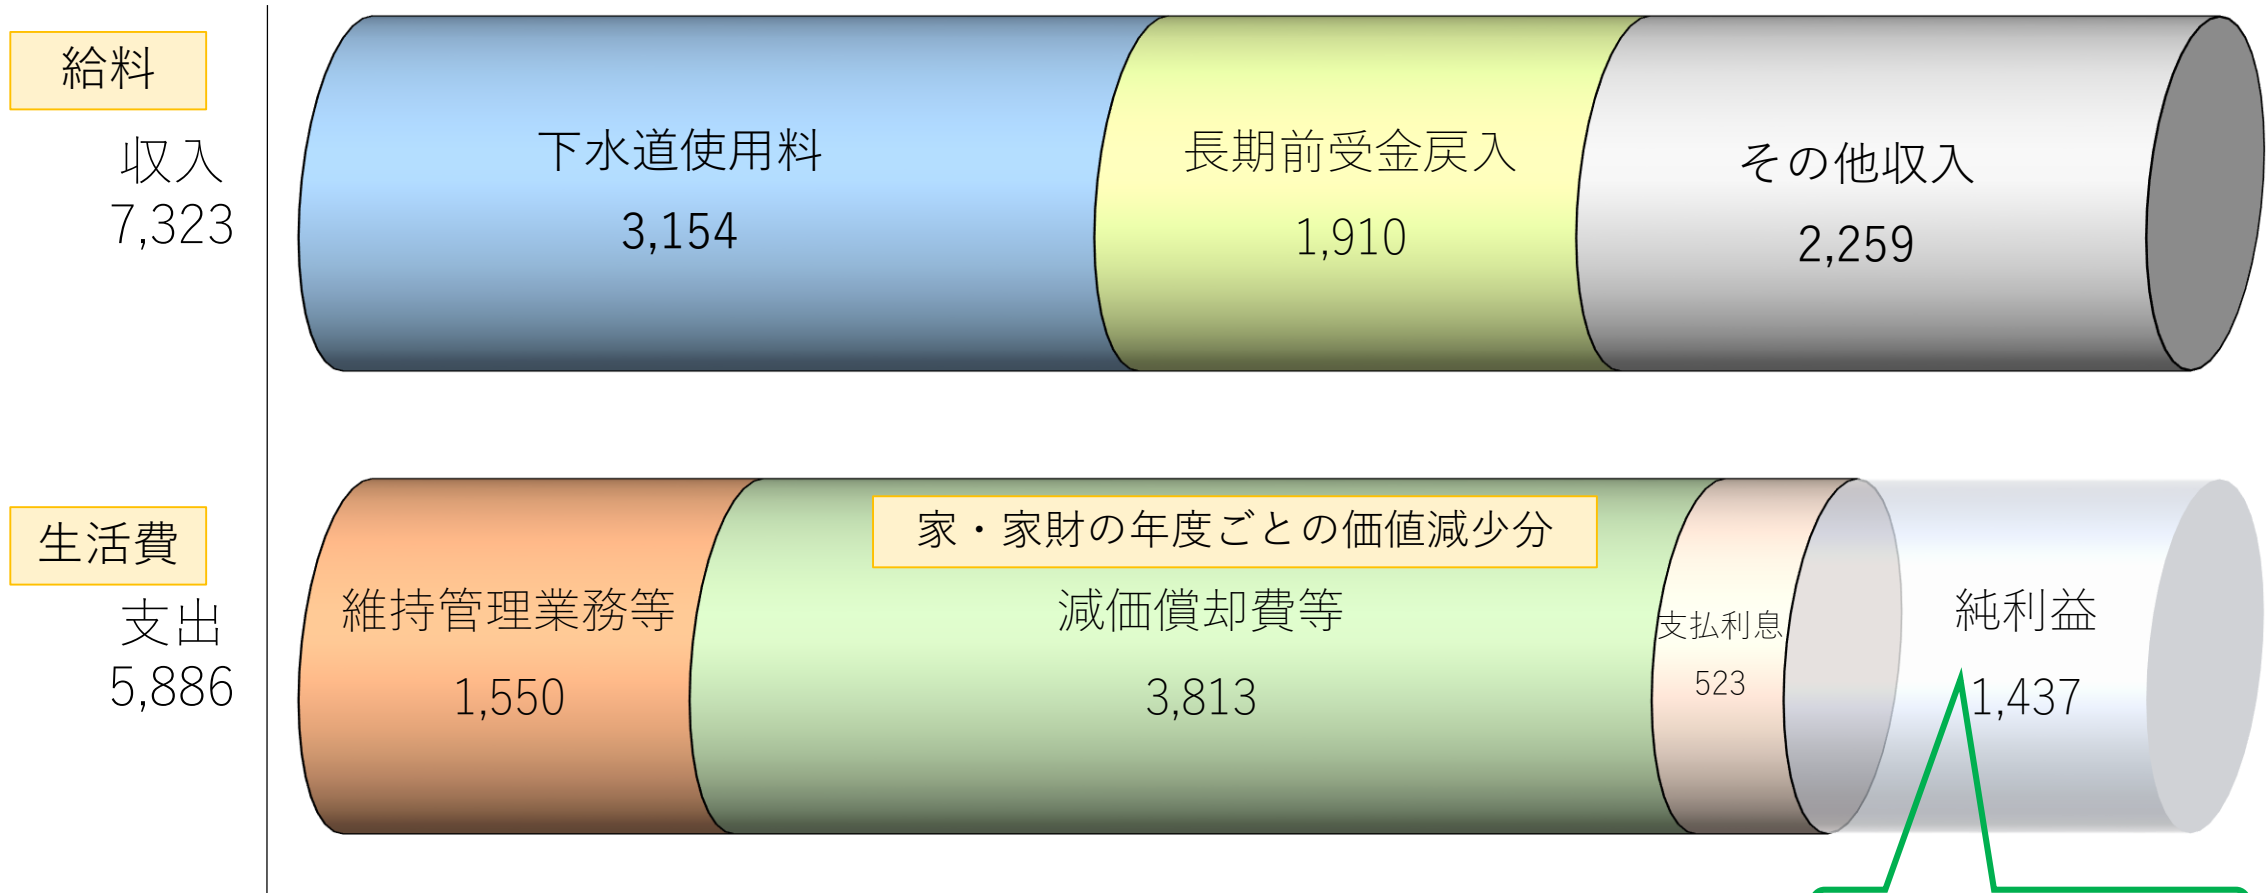 給料
収入
7,323
下水道使用料
3,154
長期前受金戻入
1,910
その他収入
2,259
生活費
支出
5,886
家・家財の年度ごとの価値減少分
維持管理業務等
1,550
減価償却費等
3,813
支払利息
523
純利益
1,437